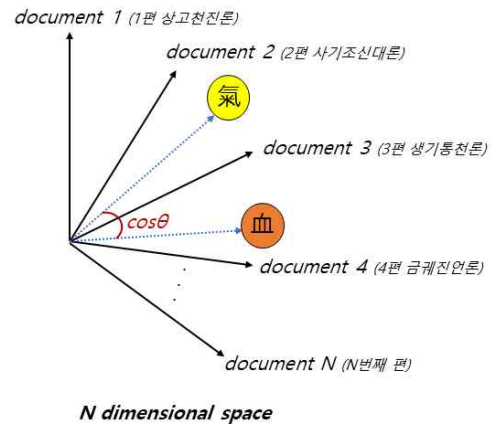 document 1 (1편 상고천진론)
document 2 (2편 사기조신대론)
氣
document 3 (3편 생기통천론)
cosθ
血
document 4 (4편 금궤진언론)
document N (N번째 편)
N dimensional space